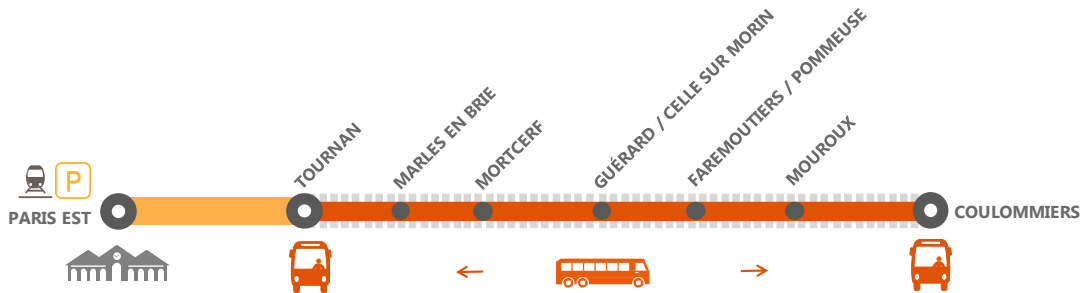 P
PARIS EST
TOURNAN
MARLES EN BRIE
MORTCERF
GUÉRARD / CELLE SUR MORIN
FAREMOUTIERS / POMMEUSE
MOUROUX
COULOMMIERS